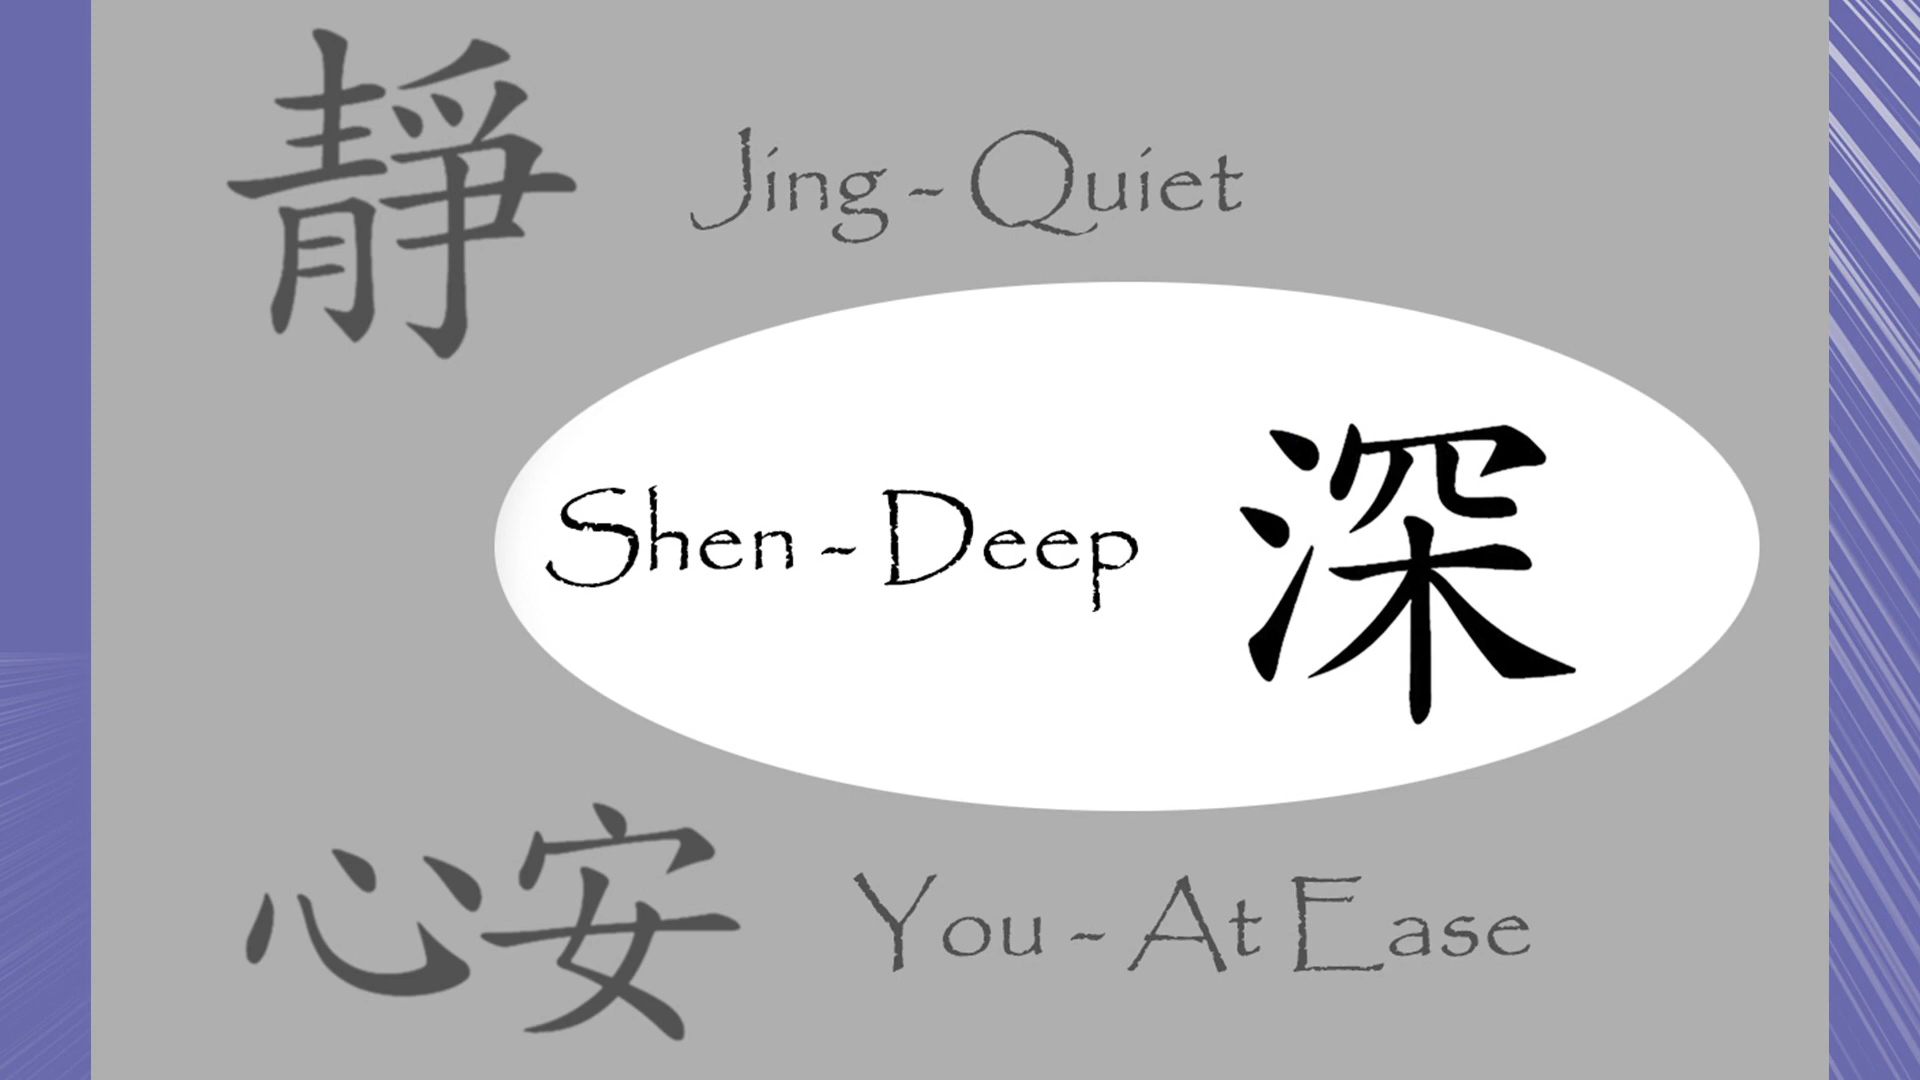 靜 Jing - Quiet
Shen - Deep 深
心安 You - At Ease